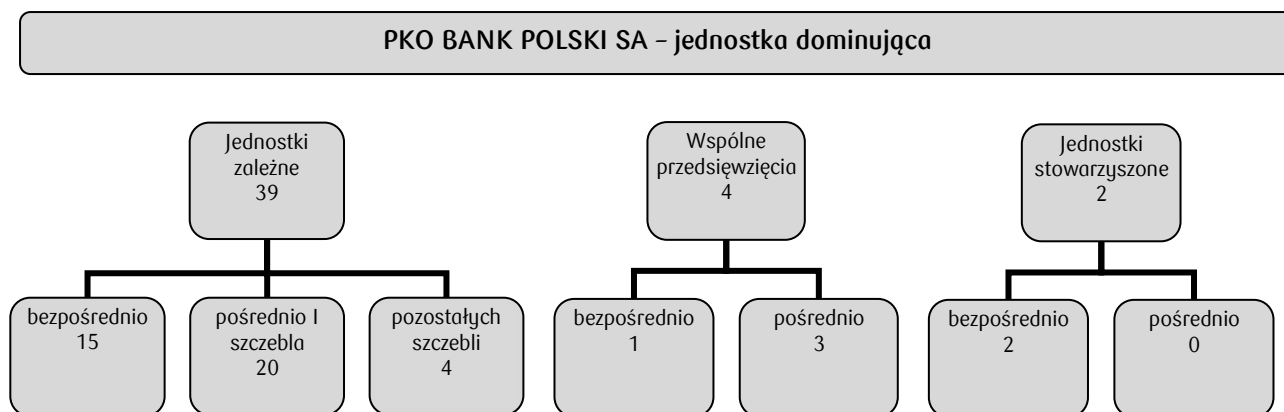 PKO BANK POLSKI SA – jednostka dominująca
Jednostki
zależne
39
Wspólne
przedsięwzięcia
4
Jednostki
stowarzyszone
2
bezpośrednio
15
pośrednio I
szczebla
20
pozostałych
szczebli
4
bezpośrednio
1
pośrednio
3
bezpośrednio
2
pośrednio
0